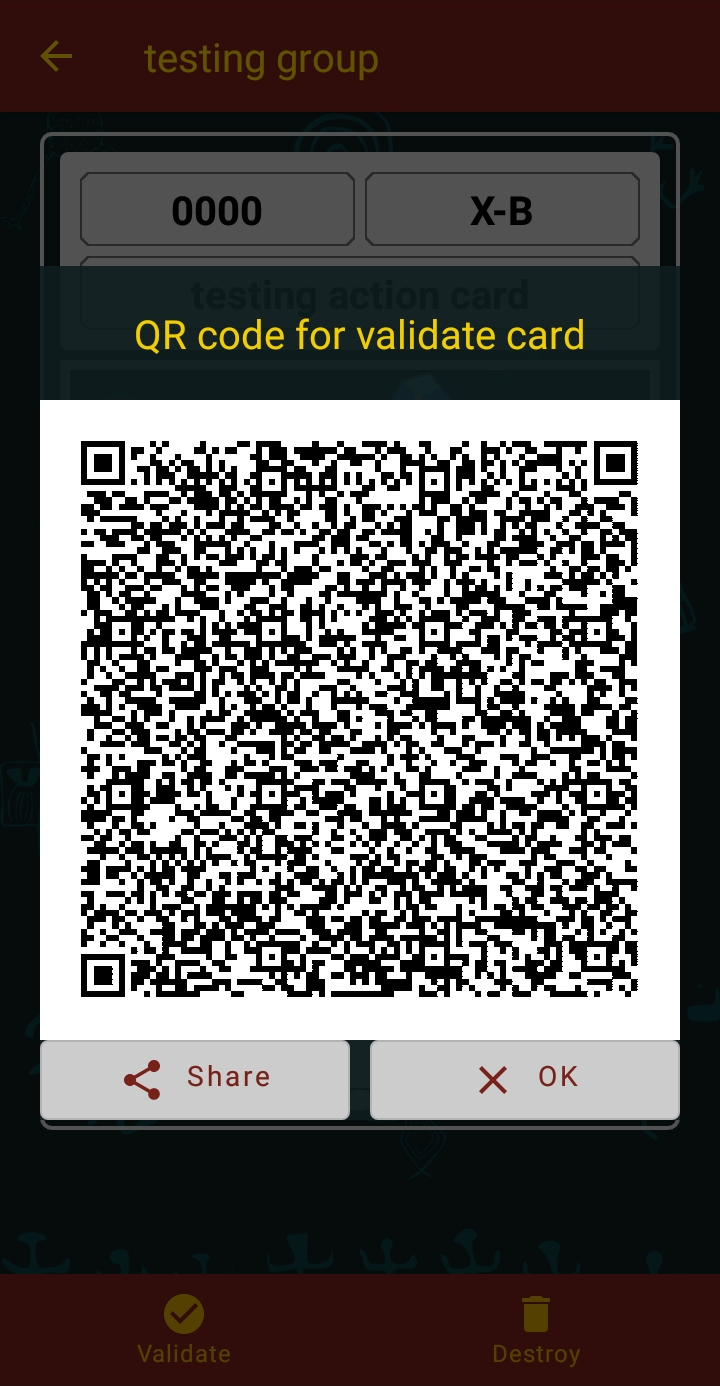 testing group
0000
X-B
testing action card
QR code for validate card
Share
OK
Validate
Destroy